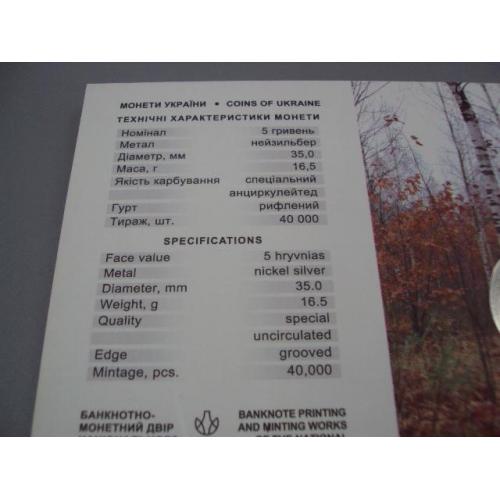 МОНЕТИ УКРАЇНИ • COINS OF UKRAINE
ТЕХНІЧНІ ХАРАКТЕРИСТИКИ МОНЕТИ
Номінал 5 гривень
Метал нейзильбер
Діаметр, мм 35,0
Маса, г 16,5
Якість карбування спеціальний
анциркулейтед
Гурт рифлений
Тираж, шт. 40 000
SPECIFICATIONS
Face value 5 hryvnias
Metal nickel silver
Diameter, mm 35.0
Weight, g 16.5
Quality special
uncirculated
Edge grooved
Mintage, pcs. 40,000
БАНКНОТНО- BANKNOTE PRINTING
МОНЕТНИЙ ДВІР AND MINTING WORKS
OF THE NATIONAL